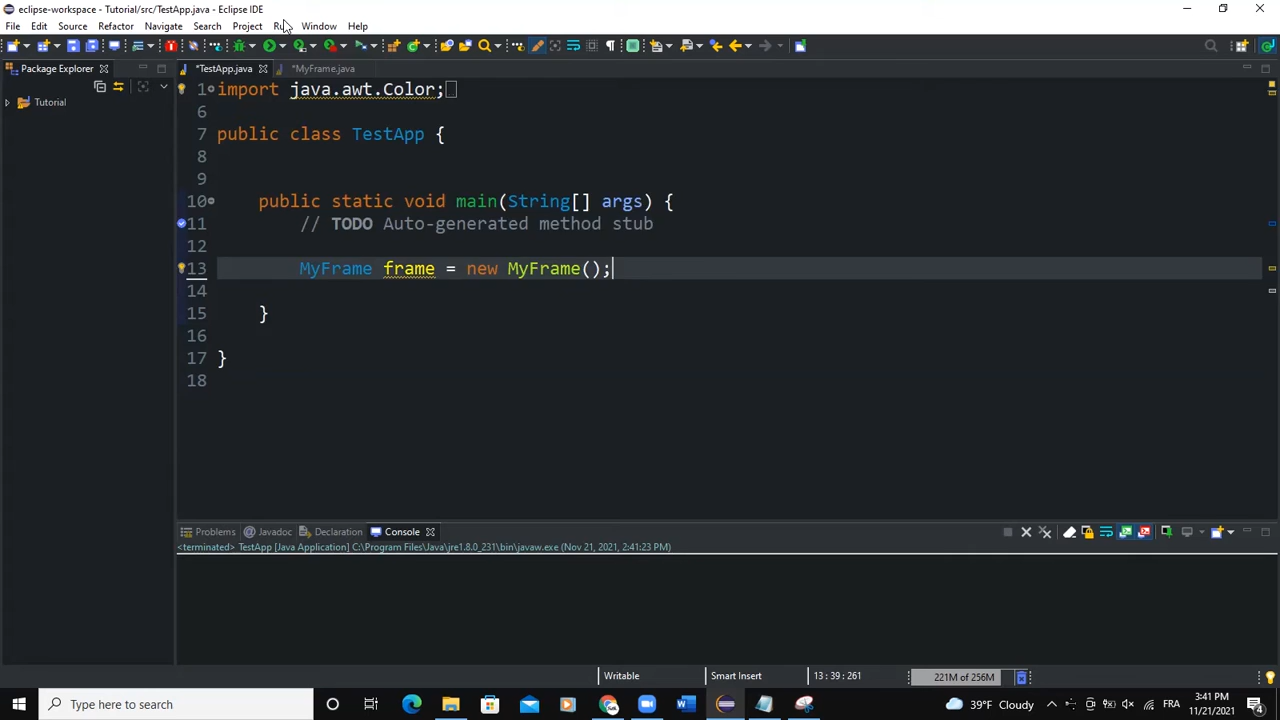 eclipse-workspace - Tutorial/src/TestApp.java - Eclipse IDE
File Edit Source Refactor Navigate Search Project Window Help
Package Explorer
*TestApp.java
*MyFrame.java
Tutorial
1 import java.awt.Color;
6
7 public class TestApp {
8
9
10 public static void main(String[] args) {
11 // TODO Auto-generated method stub
12
13 MyFrame frame = new MyFrame();
14
15 }
16
17 }
18
Problems @ Javadoc Declaration Console
<terminated> TestApp [Java Application] C:\Program Files\Java\jre1.8.0_231\bin\javaw.exe (Nov 21, 2021, 2:41:23 PM)
Writable Smart Insert 13 : 39 : 261 221M of 256M
Type here to search
39°F Cloudy
FRA
3:41 PM
11/21/2021
4